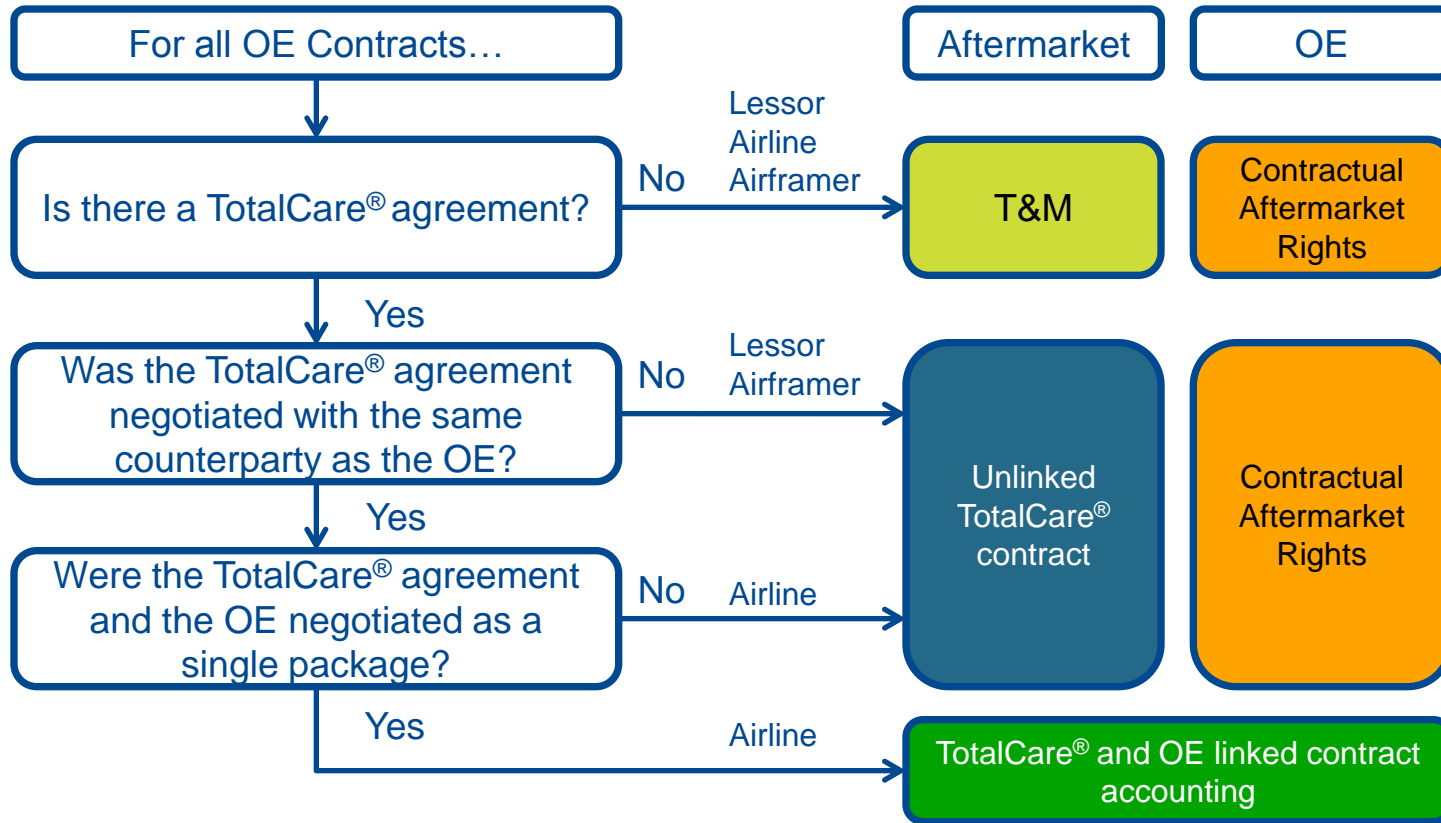 For all OE Contracts…
Aftermarket
OE
Lessor
Airline
Airframer
No
Is there a TotalCare® agreement?
T&M
Contractual
Aftermarket
Rights
Yes
Lessor
Airframer
No
Was the TotalCare® agreement
negotiated with the same
counterparty as the OE?
Unlinked
TotalCare®
contract
Contractual
Aftermarket
Rights
Yes
Were the TotalCare® agreement
and the OE negotiated as a
single package?
No
Airline
Yes
Airline
TotalCare® and OE linked contract
accounting